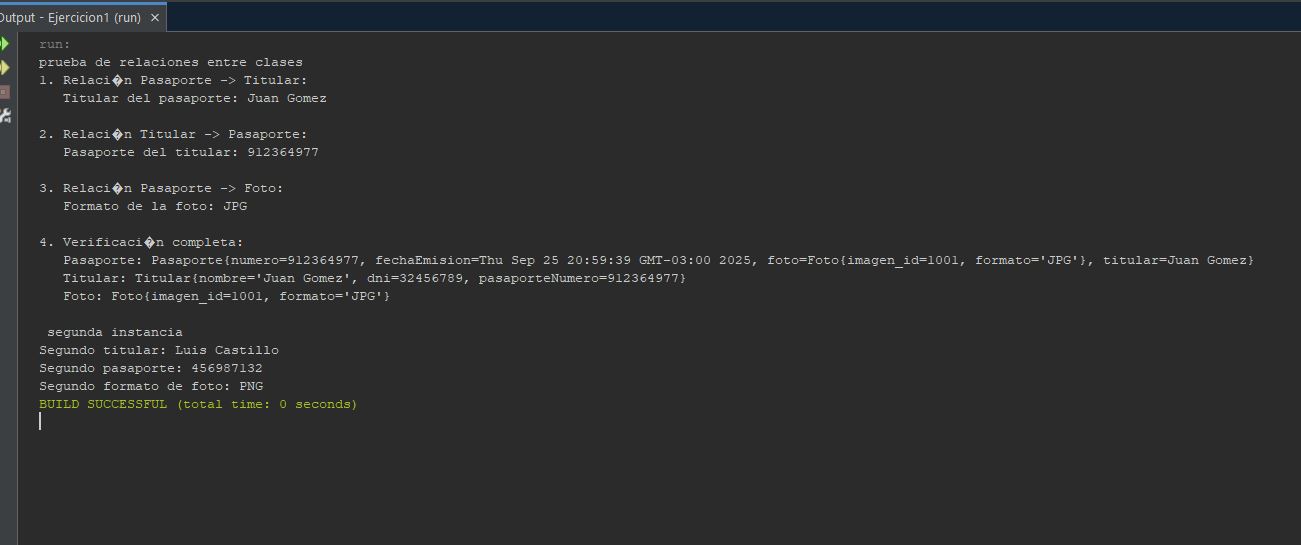 Output - Ejercicion1 (run) ×
run:
prueba de relaciones entre clases
1. Relaci�n Pasaporte -> Titular:
   Titular del pasaporte: Juan Gomez
2. Relaci�n Titular -> Pasaporte:
   Pasaporte del titular: 912364977
3. Relaci�n Pasaporte -> Foto:
   Formato de la foto: JPG
4. Verificaci�n completa:
   Pasaporte: Pasaporte{numero=912364977, fechaEmision=Thu Sep 25 20:59:39 GMT-03:00 2025, foto=Foto{imagen_id=1001, formato='JPG'}, titular=Juan Gomez}
   Titular: Titular{nombre='Juan Gomez', dni=32456789, pasaporteNumero=912364977}
   Foto: Foto{imagen_id=1001, formato='JPG'}
 segunda instancia
Segundo titular: Luis Castillo
Segundo pasaporte: 456987132
Segundo formato de foto: PNG
BUILD SUCCESSFUL (total time: 0 seconds)